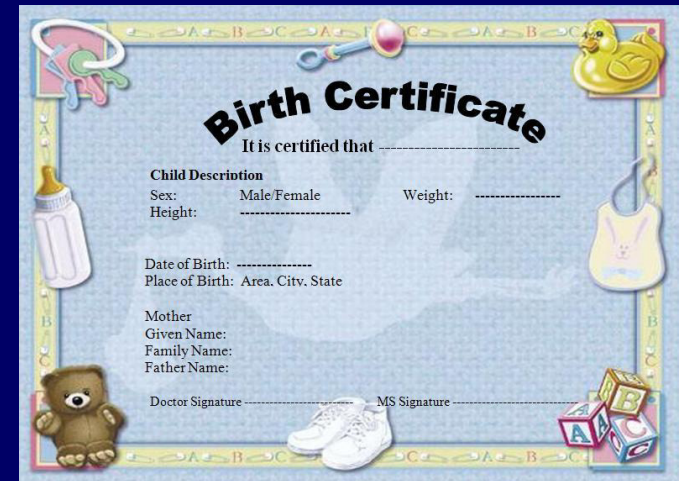 Birth Certificate
It is certified that ------------------------
Child Description
Sex: Male/Female Weight: -----------------
Height: ----------------------
Date of Birth: ---------------
Place of Birth: Area, City, State
Mother
Given Name:
Family Name:
Father Name:
Doctor Signature -------------------------- MS Signature ------------------------------